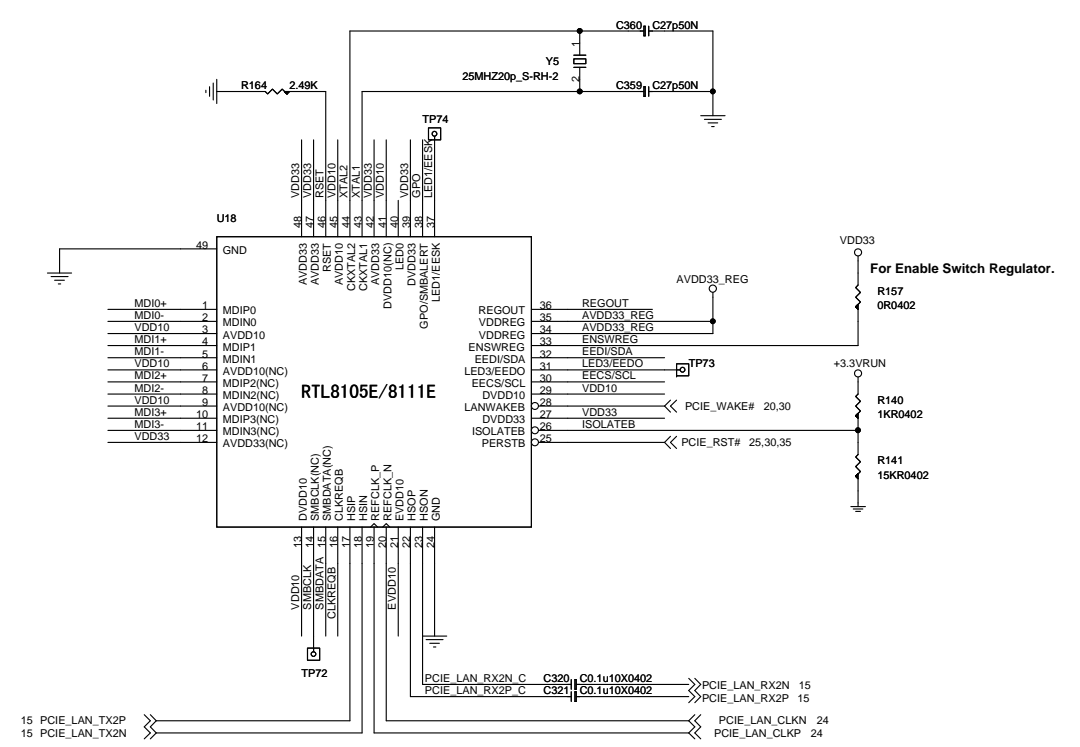 C360 C27p50N
Y5
1
25MHZ20p_S-RH-2
2
R164 2.49K
C359 C27p50N
TP74
VDD33
VDD33
RSET
VDD10
XTAL2
XTAL1
VDD33
VDD10
VDD33
GPO
LED1/EESK
48
47
46
45
44
43
42
41
40
39
38
37
U18
49 GND
AVDD33
AVDD33
RSET
AVDD10
CKXTAL2
CKXTAL1
AVDD33
DVDD10(NC)
LED0
DVDD33
GPO/SMBALERT
LED1/EESK
VDD33
For Enable Switch Regulator.
AVDD33_REG
R157
0R0402
MDI0+ 1 MDIP0
MDI0- 2 MDIN0
VDD10 3 AVDD10
MDI1+ 4 MDIP1
MDI1- 5 MDIN1
VDD10 6 AVDD10(NC)
MDI2+ 7 MDIP2(NC)
MDI2- 8 MDIN2(NC)
VDD10 9 AVDD10(NC)
MDI3+ 10 MDIP3(NC)
MDI3- 11 MDIN3(NC)
VDD33 12 AVDD33(NC)
RTL8105E/8111E
REGOUT 36 REGOUT
VDDREG 35 AVDD33_REG
VDDREG 34 AVDD33_REG
ENSWREG 33 ENSWREG
EEDI/SDA 32 EEDI/SDA
LED3/EEDO 31 LED3/EEDO TP73
EECS/SCL 30 EECS/SCL
DVDD10 29 VDD10
LANWAKEB 28 PCIE_WAKE# 20,30
DVDD33 27 VDD33
ISOLATEB 26 ISOLATEB
PERSTB 25 PCIE_RST# 25,30,35
+3.3VRUN
R140
1KR0402
R141
15KR0402
DVDD10
SMBCLK(NC)
SMBDATA(NC)
CLKREQB
HSIP
HSIN
REFCLK_P
REFCLK_N
EVDD10
HSOP
HSON
GND
13
14
15
16
17
18
19
20
21
22
23
24
VDD10
SMBCLK
SMBDATA
CLKREQB
EVDD10
TP72
PCIE_LAN_RX2N_C C320 C0.1u10X0402 PCIE_LAN_RX2N 15
PCIE_LAN_RX2P_C C321 C0.1u10X0402 PCIE_LAN_RX2P 15
15 PCIE_LAN_TX2P PCIE_LAN_CLKN 24
15 PCIE_LAN_TX2N PCIE_LAN_CLKP 24